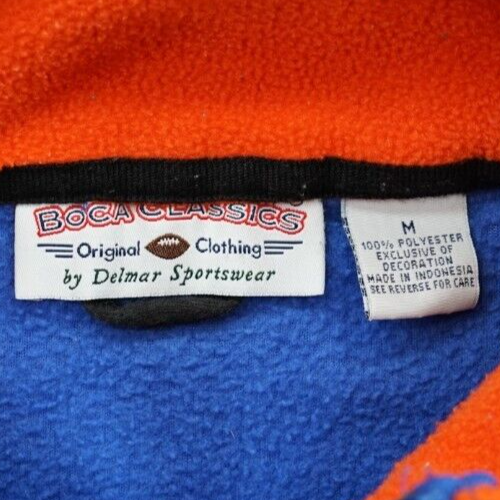 BOCA CLASSICS
Original Clothing
by Delmar Sportswear
M
100% POLYESTER
EXCLUSIVE OF
DECORATION
MADE IN INDONESIA
SEE REVERSE FOR CARE